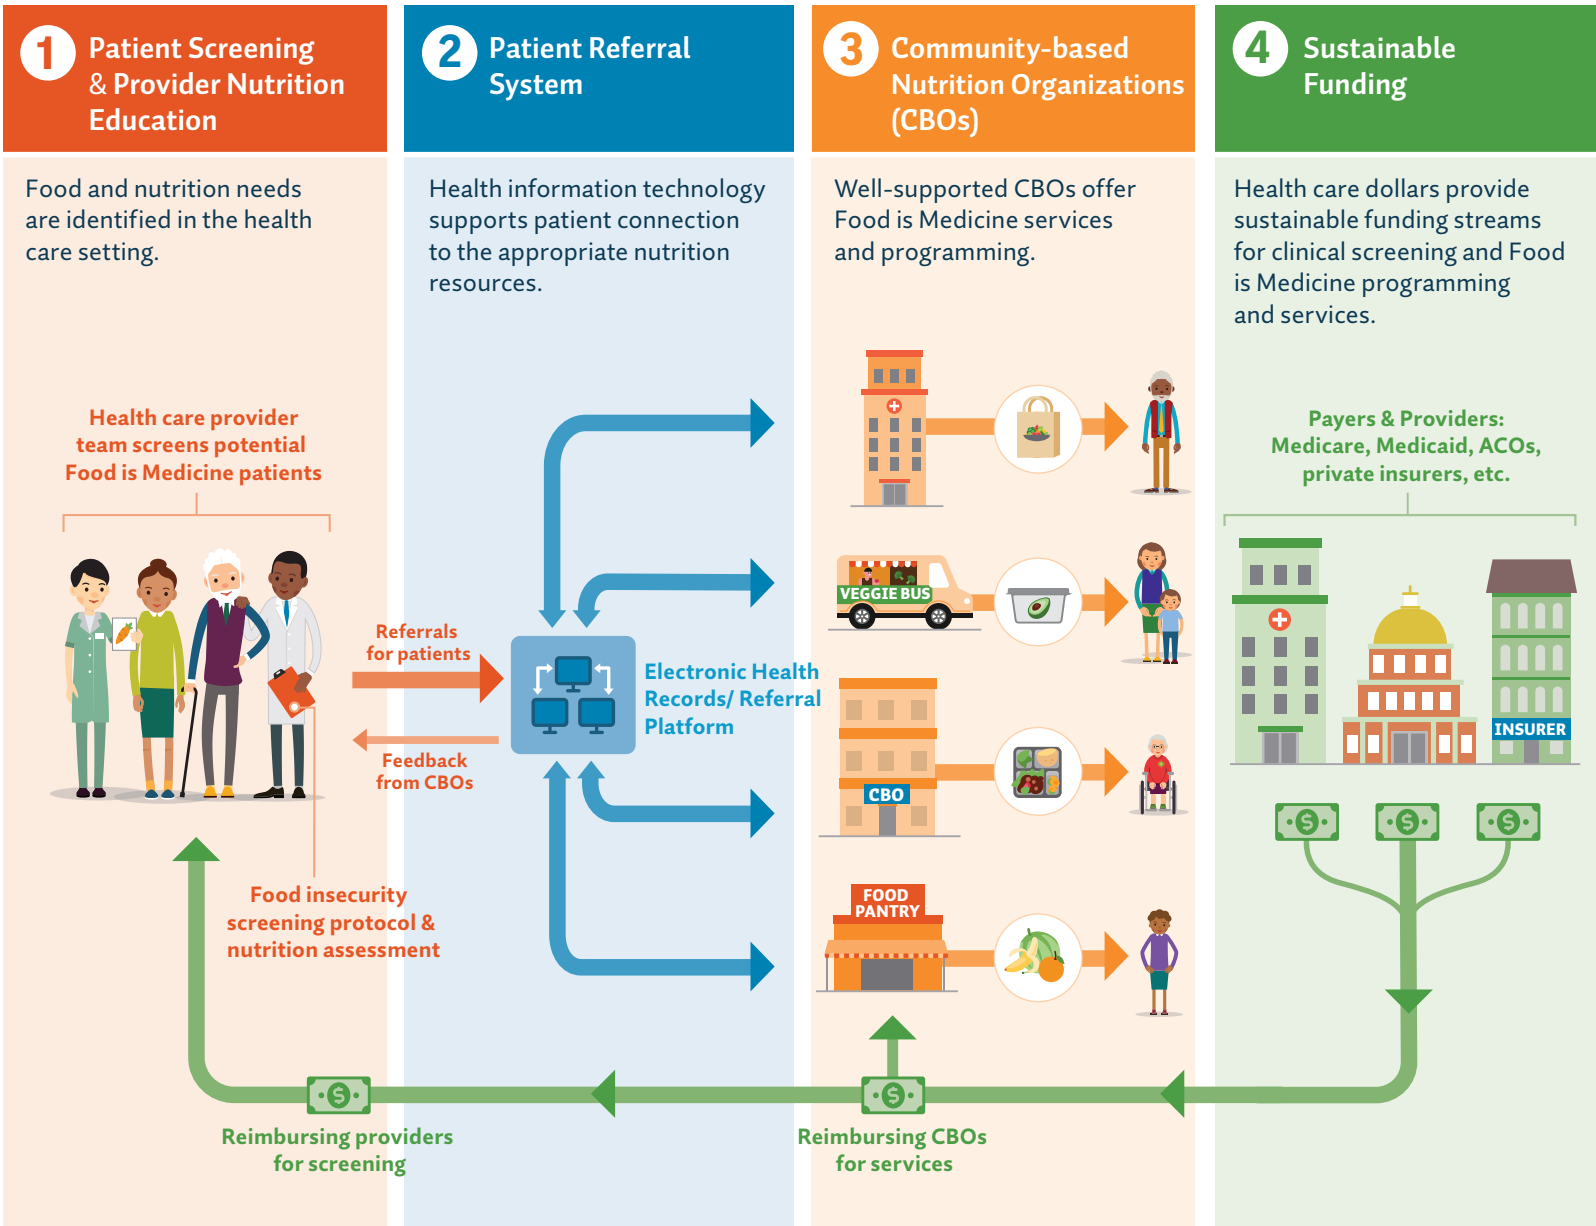 1
Patient Screening
& Provider Nutrition
Education
Food and nutrition needs
are identified in the health
care setting.
Health care provider
team screens potential
Food is Medicine patients
Referrals
for patients
Feedback
from CBOs
Food insecurity
screening protocol &
nutrition assessment
$
Reimbursing providers
for screening
2
Patient Referral
System
Health information technology
supports patient connection
to the appropriate nutrition
resources.
Electronic Health
Records/ Referral
Platform
3
Community-based
Nutrition Organizations
(CBOs)
Well-supported CBOs offer
Food is Medicine services
and programming.
VEGGIE BUS
CBO
FOOD
PANTRY
$
Reimbursing CBOs
for services
4
Sustainable
Funding
Health care dollars provide
sustainable funding streams
for clinical screening and Food
is Medicine programming
and services.
Payers & Providers:
Medicare, Medicaid, ACOs,
private insurers, etc.
INSURER
$ $ $